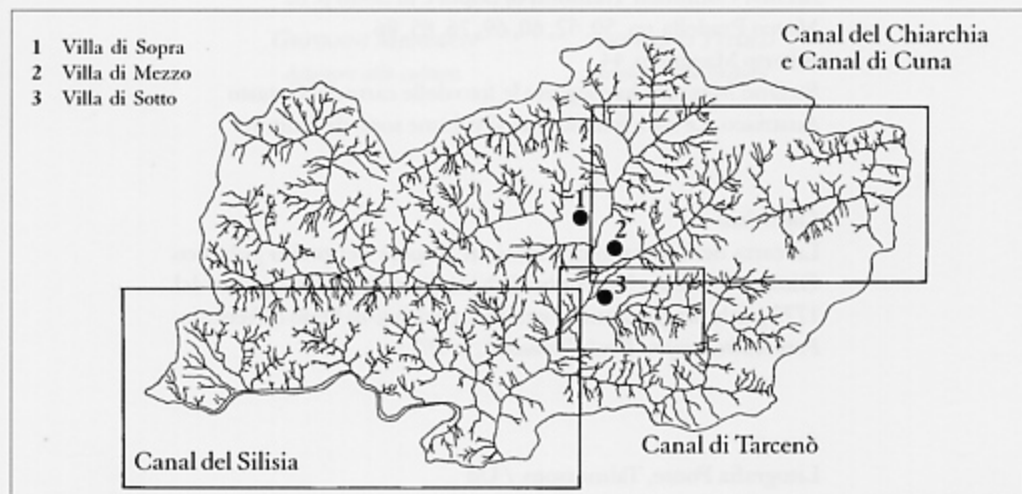 1 Villa di Sopra
2 Villa di Mezzo
3 Villa di Sotto
Canal del Chiarchia
e Canal di Cuna
1
2
3
Canal di Tarcenò
Canal del Silisia